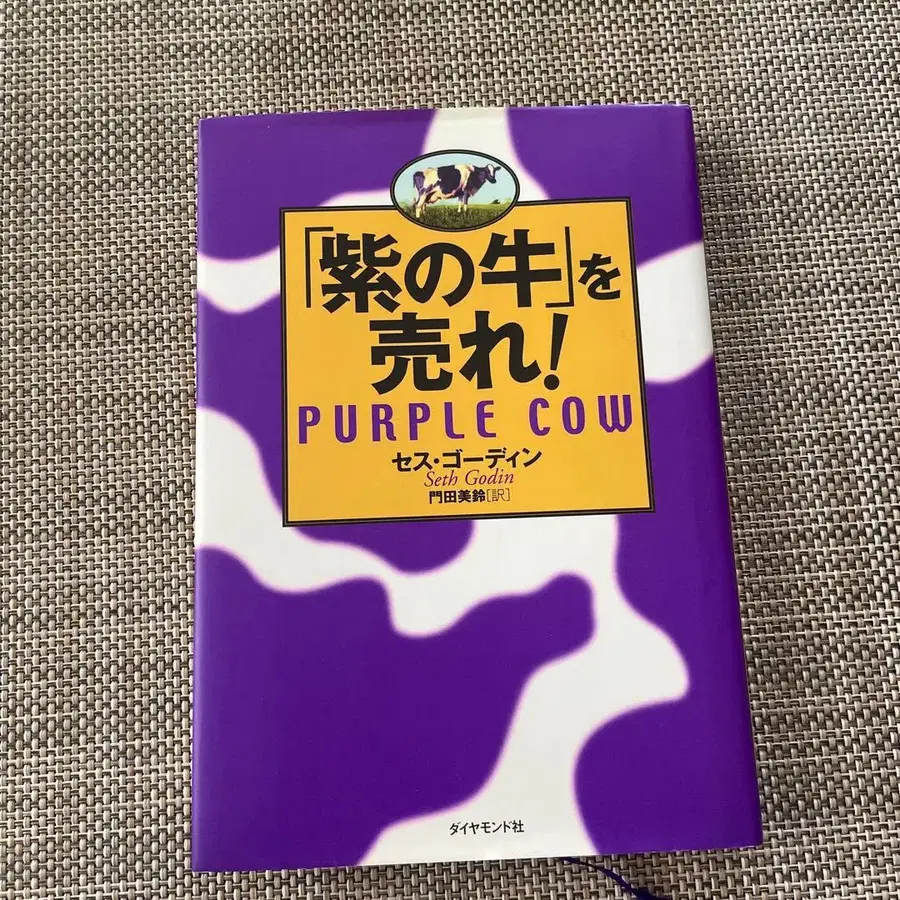 「紫の牛」を
売れ!
PURPLE COW
セス・ゴーディン
Seth Godin
門田美鈴[訳]
ダイヤモンド社